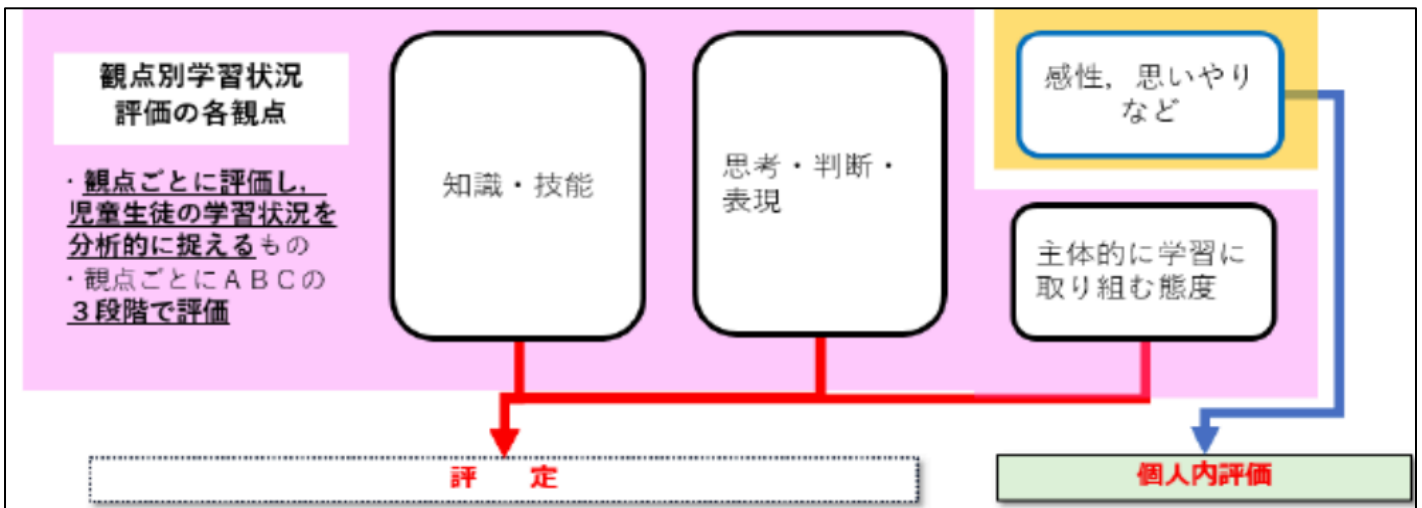 観点別学習状況
評価の各観点
・観点ごとに評価し,
児童生徒の学習状況を
分析的に捉えるもの
・観点ごとにＡＢＣの
３段階で評価
知識・技能
思考・判断・
表現
感性，思いやり
など
主体的に学習に
取り組む態度
評　定
個人内評価